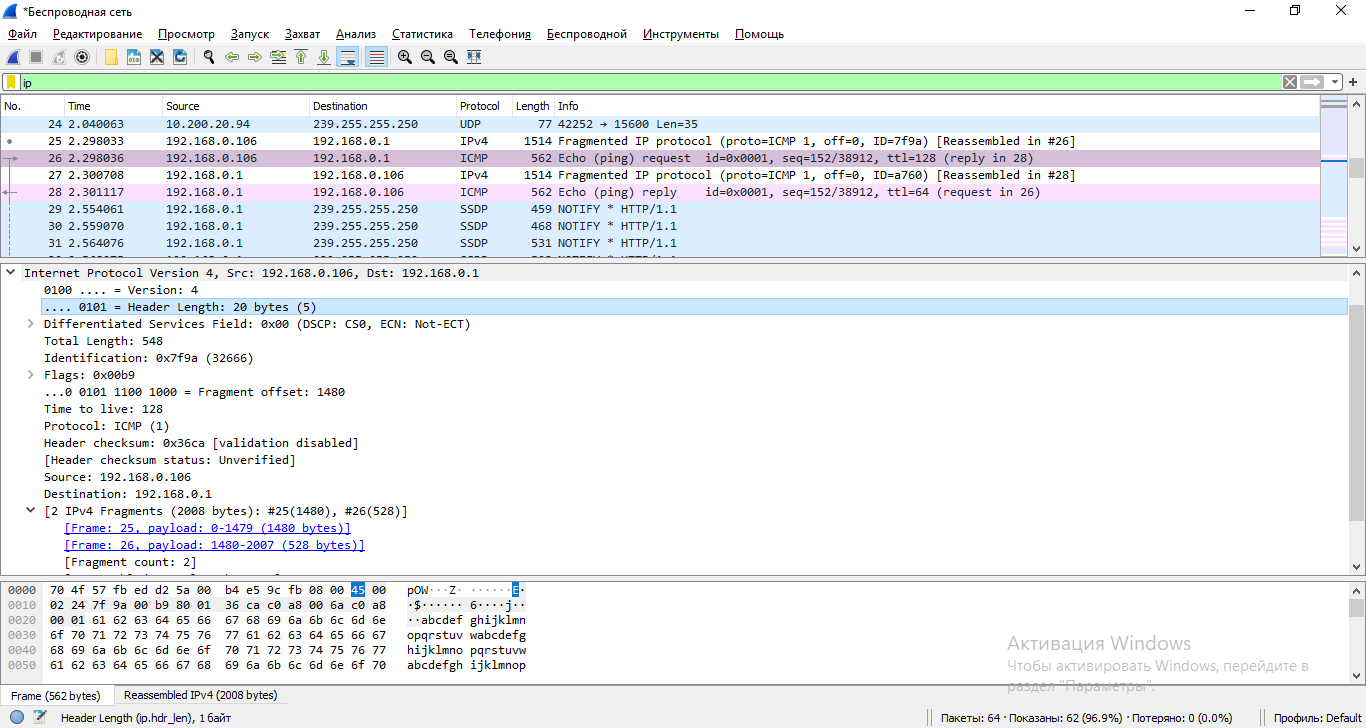 *Беспроводная сеть
Файл Редактирование Просмотр Запуск Захват Анализ Статистика Телефония Беспроводной Инструменты Помощь
ip
No. Time Source Destination Protocol Length Info
24 2.040063 10.200.20.94 239.255.255.250 UDP 77 42252 → 15600 Len=35
25 2.298033 192.168.0.106 192.168.0.1 IPv4 1514 Fragmented IP protocol (proto=ICMP 1, off=0, ID=7f9a) [Reassembled in #26]
26 2.298036 192.168.0.106 192.168.0.1 ICMP 562 Echo (ping) request id=0x0001, seq=152/38912, ttl=128 (reply in 28)
27 2.300708 192.168.0.1 192.168.0.106 IPv4 1514 Fragmented IP protocol (proto=ICMP 1, off=0, ID=a760) [Reassembled in #28]
28 2.301117 192.168.0.1 192.168.0.106 ICMP 562 Echo (ping) reply id=0x0001, seq=152/38912, ttl=64 (request in 26)
29 2.554061 192.168.0.1 239.255.255.250 SSDP 459 NOTIFY * HTTP/1.1
30 2.559070 192.168.0.1 239.255.255.250 SSDP 468 NOTIFY * HTTP/1.1
31 2.564076 192.168.0.1 239.255.255.250 SSDP 531 NOTIFY * HTTP/1.1
Internet Protocol Version 4, Src: 192.168.0.106, Dst: 192.168.0.1
0100 .... = Version: 4
.... 0101 = Header Length: 20 bytes (5)
Differentiated Services Field: 0x00 (DSCP: CS0, ECN: Not-ECT)
Total Length: 548
Identification: 0x7f9a (32666)
Flags: 0x00b9
...0 0101 1100 1000 = Fragment offset: 1480
Time to live: 128
Protocol: ICMP (1)
Header checksum: 0x36ca [validation disabled]
[Header checksum status: Unverified]
Source: 192.168.0.106
Destination: 192.168.0.1
[2 IPv4 Fragments (2008 bytes): #25(1480), #26(528)]
[Frame: 25, payload: 0-1479 (1480 bytes)]
[Frame: 26, payload: 1480-2007 (528 bytes)]
[Fragment count: 2]
0000 70 4f 57 fb ed d2 5a 00 b4 e5 9c fb 08 00 45 00 pOW···Z· ······E·
0010 02 24 7f 9a 00 b9 80 01 36 ca c0 a8 00 6a c0 a8 ·$······ 6····j··
0020 00 01 61 62 63 64 65 66 67 68 69 6a 6b 6c 6d 6e ··abcdef ghijklmn
0030 6f 70 71 72 73 74 75 76 77 61 62 63 64 65 66 67 opqrstuv wabcdefg
0040 68 69 6a 6b 6c 6d 6e 6f 70 71 72 73 74 75 76 77 hijklmno pqrstuvw
0050 61 62 63 64 65 66 67 68 69 6a 6b 6c 6d 6e 6f 70 abcdefgh ijklmnop
Активация Windows
Чтобы активировать Windows, перейдите в
раздел "Параметры".
Frame (562 bytes) Reassembled IPv4 (2008 bytes)
Header Length (ip.hdr_len), 1 байт
Пакеты: 64 · Показаны: 62 (96.9%) · Потеряно: 0 (0.0%)
Профиль: Default